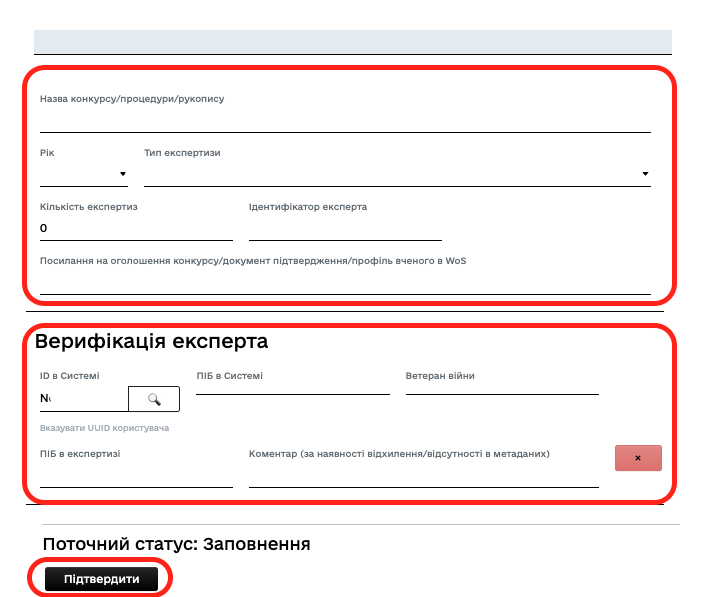 Назва конкурсу/процедури/рукопису
Рік Тип експертизи
Кількість експертиз Ідентифікатор експерта
0
Посилання на оголошення конкурсу/документ підтвердження/профіль вченого в WoS
Верифікація експерта
ID в Системі ПІБ в Системі Ветеран війни
Вказувати UUID користувача
ПІБ в експертизі Коментар (за наявності відхилення/відсутності в метаданих)
×
Поточний статус: Заповнення
Підтвердити